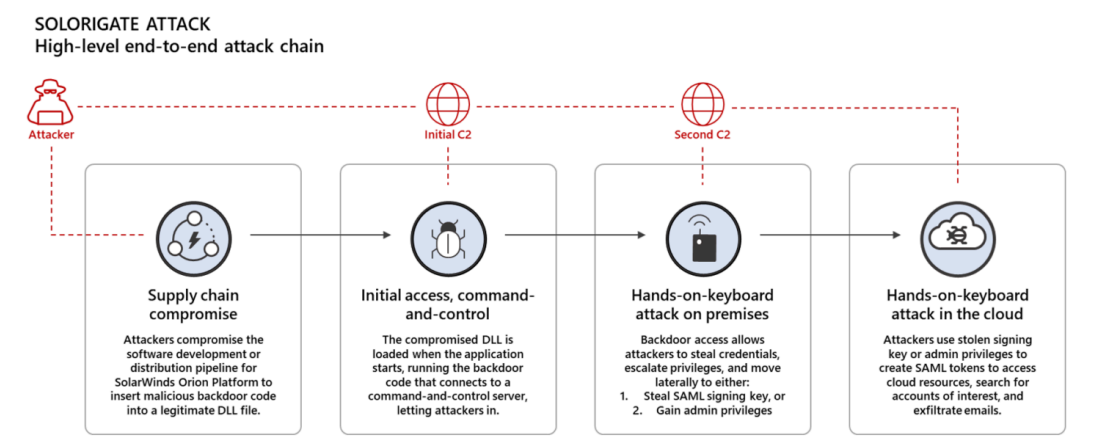 SOLORIGATE ATTACK
High-level end-to-end attack chain
Attacker
Initial C2
Second C2
Supply chain
compromise
Attackers compromise the
software development or
distribution pipeline for
SolarWinds Orion Platform to
insert malicious backdoor code
into a legitimate DLL file.
Initial access, command-
and-control
The compromised DLL is
loaded when the application
starts, running the backdoor
code that connects to a
command-and-control server,
letting attackers in.
Hands-on-keyboard
attack on premises
Backdoor access allows
attackers to steal credentials,
escalate privileges, and move
laterally to either:
1. Steal SAML signing key, or
2. Gain admin privileges
Hands-on-keyboard
attack in the cloud
Attackers use stolen signing
key or admin privileges to
create SAML tokens to access
cloud resources, search for
accounts of interest, and
exfiltrate emails.